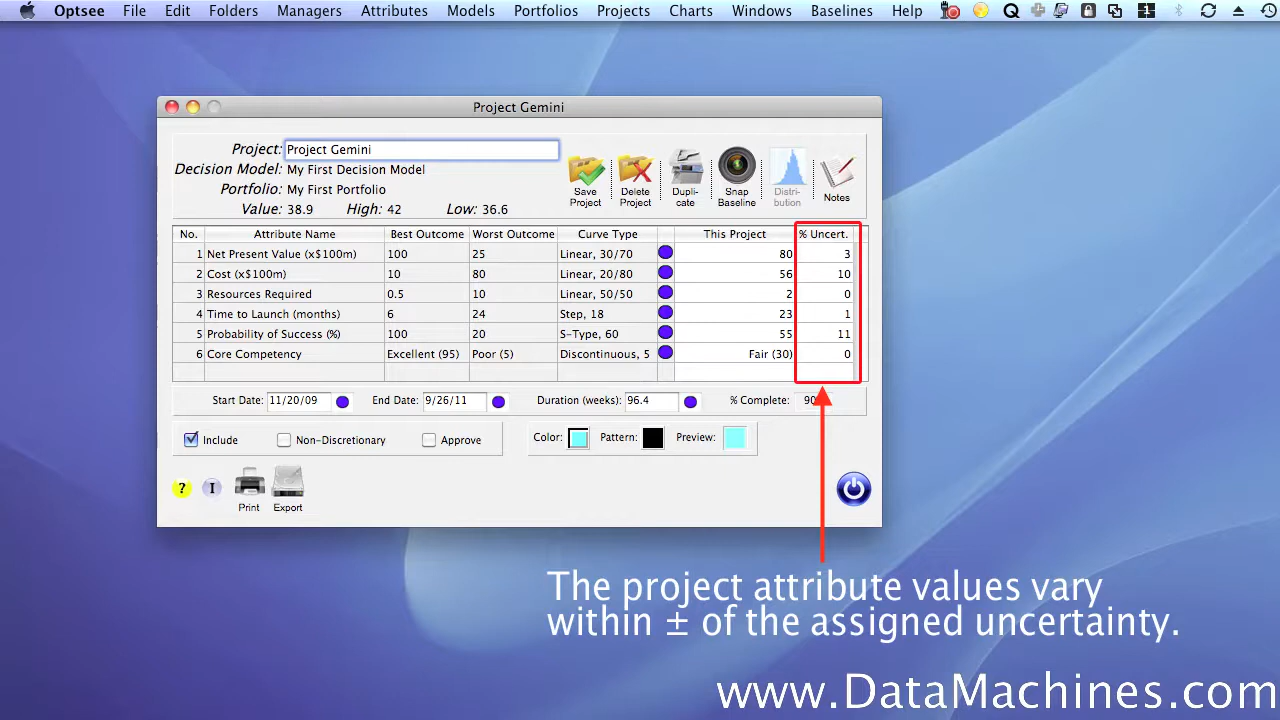 Optsee File Edit Folders Managers Attributes Models Portfolios Projects Charts Windows Baselines Help
Project Gemini
Project: Project Gemini
Decision Model: My First Decision Model
Portfolio: My First Portfolio
Value: 38.9 High: 42 Low: 36.6
Save Project
Delete Project
Dupli- cate
Snap Baseline
Distri- bution
Notes
No. Attribute Name Best Outcome Worst Outcome Curve Type This Project % Uncert.
1 Net Present Value (x$100m) 100 25 Linear, 30/70 80 3
2 Cost (x$100m) 10 80 Linear, 20/80 56 10
3 Resources Required 0.5 10 Linear, 50/50 2 0
4 Time to Launch (months) 6 24 Step, 18 23 1
5 Probability of Success (%) 100 20 S-Type, 60 55 11
6 Core Competency Excellent (95) Poor (5) Discontinuous, 5 Fair (30) 0
Start Date: 11/20/09 End Date: 9/26/11 Duration (weeks): 96.4 % Complete:
Include Non-Discretionary Approve Color: Pattern: Preview:
? I Print Export
The project attribute values vary
within ± of the assigned uncertainty.
www.DataMachines.com